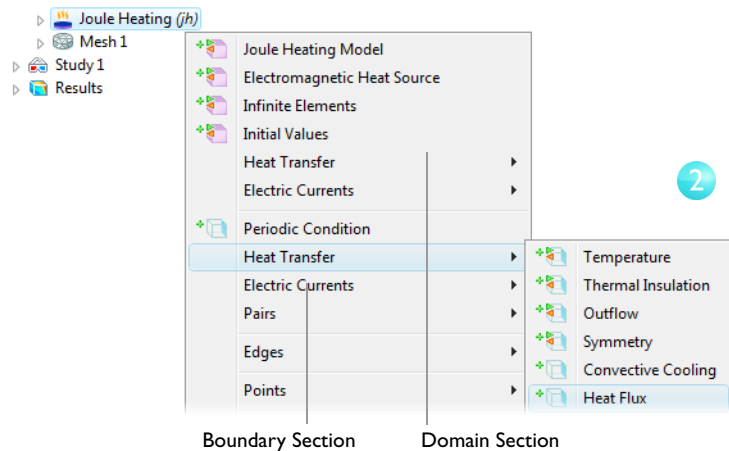 Joule Heating (jh)
Mesh 1
Study 1
Results
Joule Heating Model
Electromagnetic Heat Source
Infinite Elements
Initial Values
Heat Transfer
Electric Currents
2
Periodic Condition
Heat Transfer
Electric Currents
Pairs
Edges
Points
Temperature
Thermal Insulation
Outflow
Symmetry
Convective Cooling
Heat Flux
Boundary Section Domain Section